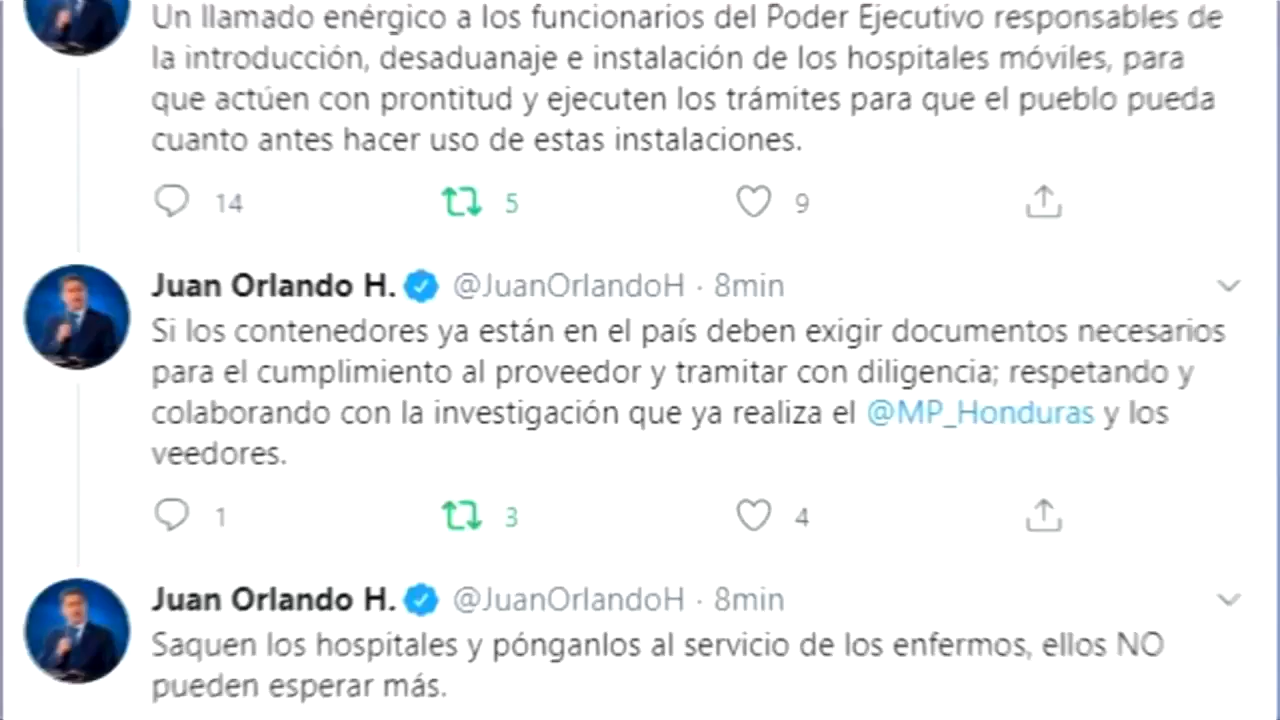 Un llamado enérgico a los funcionarios del Poder Ejecutivo responsables de
la introducción, desaduanaje e instalación de los hospitales móviles, para
que actúen con prontitud y ejecuten los trámites para que el pueblo pueda
cuanto antes hacer uso de estas instalaciones.
14 5 9
Juan Orlando H. @JuanOrlandoH · 8min
Si los contenedores ya están en el país deben exigir documentos necesarios
para el cumplimiento al proveedor y tramitar con diligencia; respetando y
colaborando con la investigación que ya realiza el @MP_Honduras y los
veedores.
1 3 4
Juan Orlando H. @JuanOrlandoH · 8min
Saquen los hospitales y pónganlos al servicio de los enfermos, ellos NO
pueden esperar más.